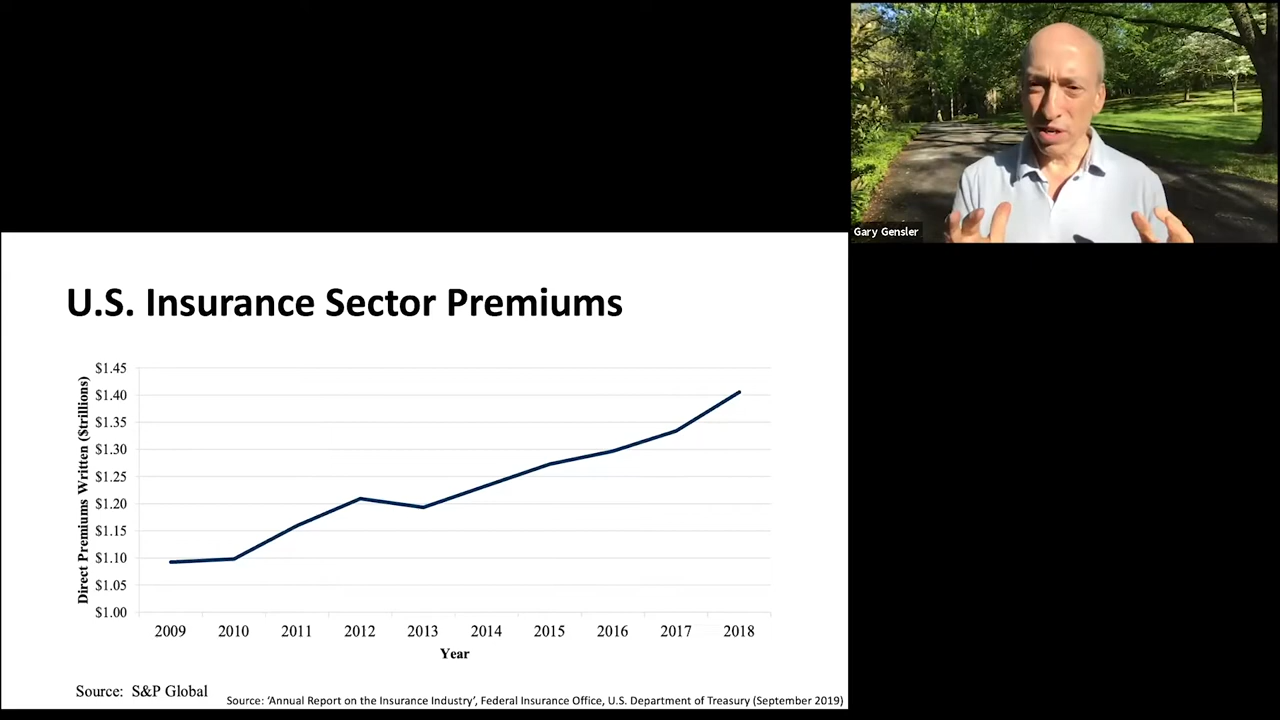 Gary Gensler
U.S. Insurance Sector Premiums
Direct Premiums Written ($trillions)
$1.45
$1.40
$1.35
$1.30
$1.25
$1.20
$1.15
$1.10
$1.05
$1.00
2009 2010 2011 2012 2013 2014 2015 2016 2017 2018
Year
Source: S&P Global
Source: ‘Annual Report on the Insurance Industry’, Federal Insurance Office, U.S. Department of Treasury (September 2019)